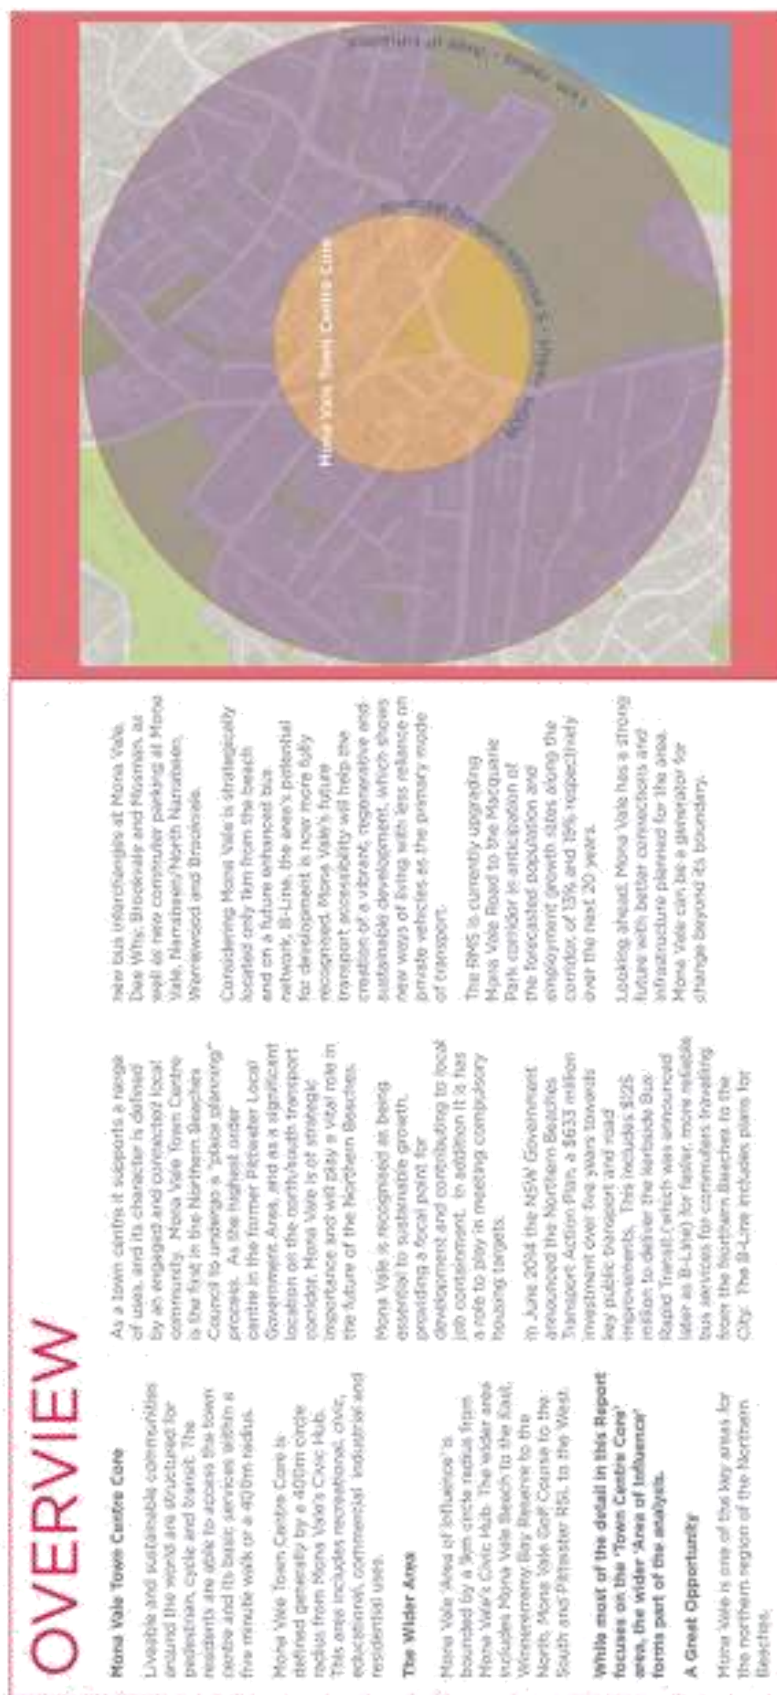 OVERVIEW
Mona Vale Town Centre Core
Liveable and sustainable communities
around the world are structured for
pedestrian, cycle and transit. The
residents are able to access the town
centre and its basic services within a
five minute walk or a 400m radius.
Mona Vale Town Centre Core is
defined generally by a 400m circle
radius from Mona Vale's Civic Hub.
This area includes recreational, civic,
educational, commercial, industrial and
residential uses.
The Wider Area
Mona Vale 'Area of Influence' is
bounded by a 1km circle radius from
Mona Vale's Civic Hub. The wider area
includes Mona Vale Beach to the East,
Winnereremy Bay Reserve to the
North, Mona Vale Golf Course to the
South and Pittwater RSL to the West.
While most of the detail in this Report
focuses on the 'Town Centre Core'
area, the wider 'Area of Influence'
forms part of the analysis.
A Great Opportunity
Mona Vale is one of the key areas for
the northern region of the Northern
Beaches.
As a town centre it supports a range
of uses, and its character is defined
by an engaged and connected local
community. Mona Vale Town Centre
is the first in the Northern Beaches
Council to undergo a "place planning"
process. As the highest order
centre in the former Pittwater Local
Government Area, and as a significant
location on the north/south transport
corridor, Mona Vale is of strategic
importance and will play a vital role in
the future of the Northern Beaches.
Mona Vale is recognised as being
essential to sustainable growth,
providing a focal point for
development and contributing to local
job containment. In addition it is has
a role to play in meeting compulsory
housing targets.
In June 2014 the NSW Government
announced the Northern Beaches
Transport Action Plan, a $633 million
investment over five years towards
key public transport and road
improvements. This includes $125
million to deliver the Kerbside Bus
Rapid Transit (which was announced
later as B-Line) for faster, more reliable
bus services for commuters travelling
from the Northern Beaches to the
City. The B-Line includes plans for
new bus interchanges at Mona Vale,
Dee Why, Brookvale and Mosman, as
well as new commuter parking at Mona
Vale, Narrabeen/North Narrabeen,
Warriewood and Brookvale.
Considering Mona Vale is strategically
located only 1km from the beach
and on a future enhanced bus
network, B-Line, the area's potential
for development is now more fully
recognised. Mona Vale's future
transport accessibility will help the
creation of a vibrant, regenerative and
sustainable development, which shows
new ways of living with less reliance on
private vehicles as the primary mode
of transport.
The RMS is currently upgrading
Mona Vale Road to the Macquarie
Park corridor in anticipation of
the forecasted population and
employment growth rates along the
corridor, of 13% and 19% respectively
over the next 20 years.
Looking ahead, Mona Vale has a strong
future with better connections and
infrastructure planned for the area.
Mona Vale can be a generator for
change beyond its boundary.
Mona Vale Town Centre Core
1km radius - Area of Influence